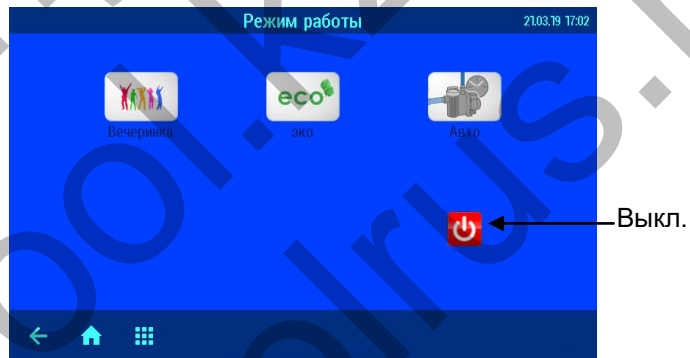 Режим работы
21.03.19 17:02
eco
Вечеринка
эко
Авто
Выкл.